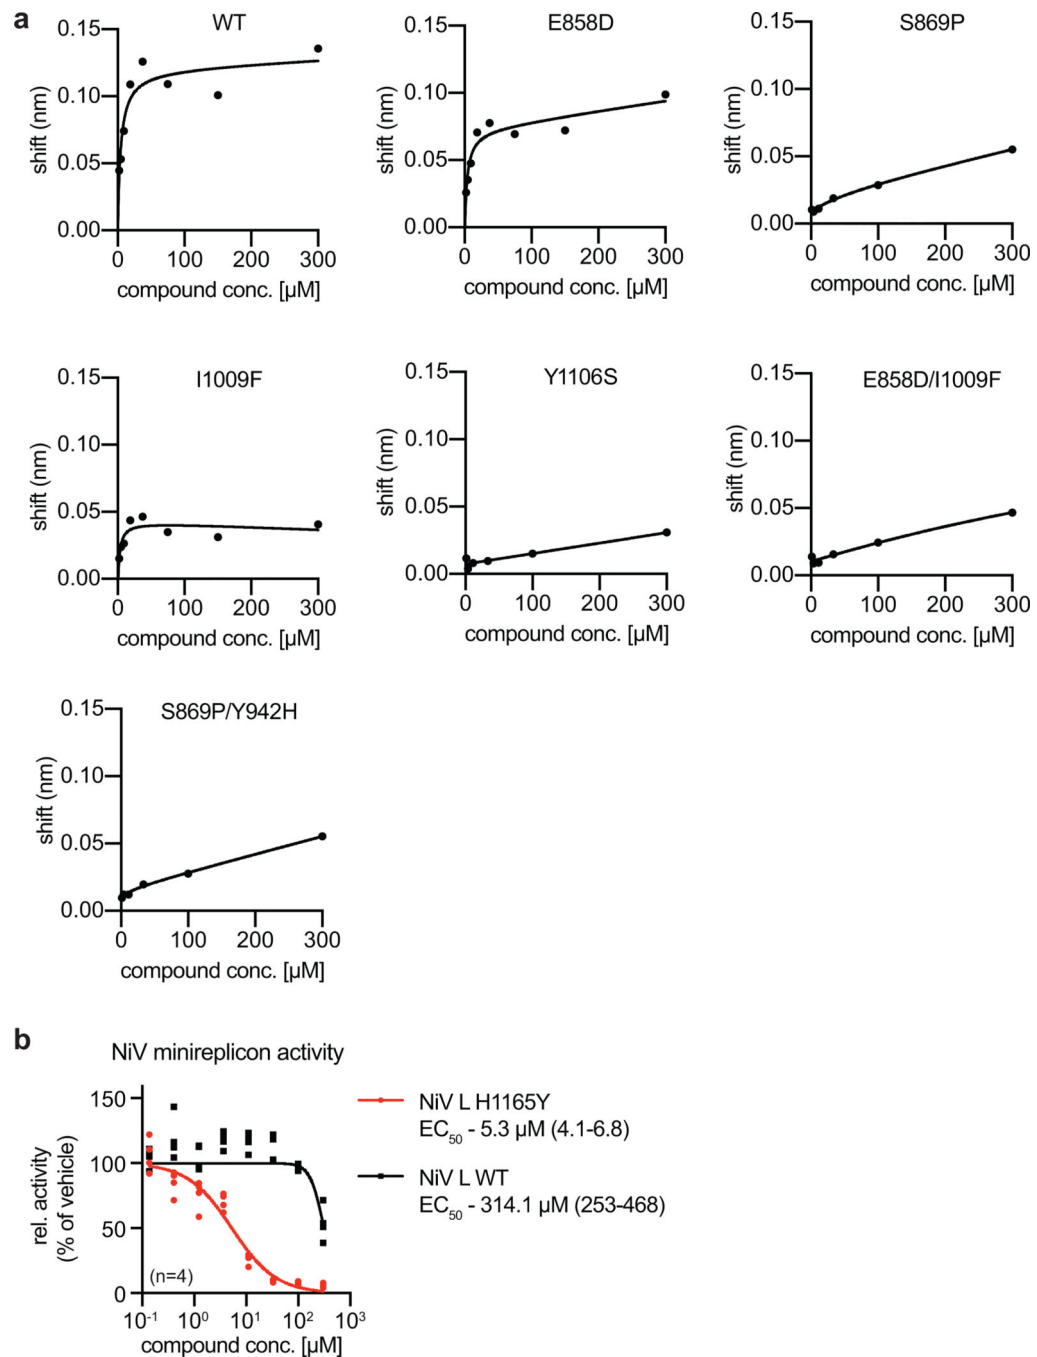 a
WT
E858D
S869P
0.15
0.10
0.05
0.00
shift (nm)
0 100 200 300
compound conc. [µM]
0.15
0.10
0.05
0.00
shift (nm)
0 100 200 300
compound conc. [µM]
0.15
0.10
0.05
0.00
shift (nm)
0 100 200 300
compound conc. [µM]
I1009F
Y1106S
E858D/I1009F
0.15
0.10
0.05
0.00
shift (nm)
0 100 200 300
compound conc. [µM]
0.15
0.10
0.05
0.00
shift (nm)
0 100 200 300
compound conc. [µM]
0.15
0.10
0.05
0.00
shift (nm)
0 100 200 300
compound conc. [µM]
S869P/Y942H
0.15
0.10
0.05
0.00
shift (nm)
0 100 200 300
compound conc. [µM]
b
NiV minireplicon activity
150
100
50
0
rel. activity
(% of vehicle)
(n=4)
10⁻¹ 10⁰ 10¹ 10² 10³
compound conc. [µM]
NiV L H1165Y
EC₅₀ - 5.3 µM (4.1-6.8)
NiV L WT
EC₅₀ - 314.1 µM (253-468)